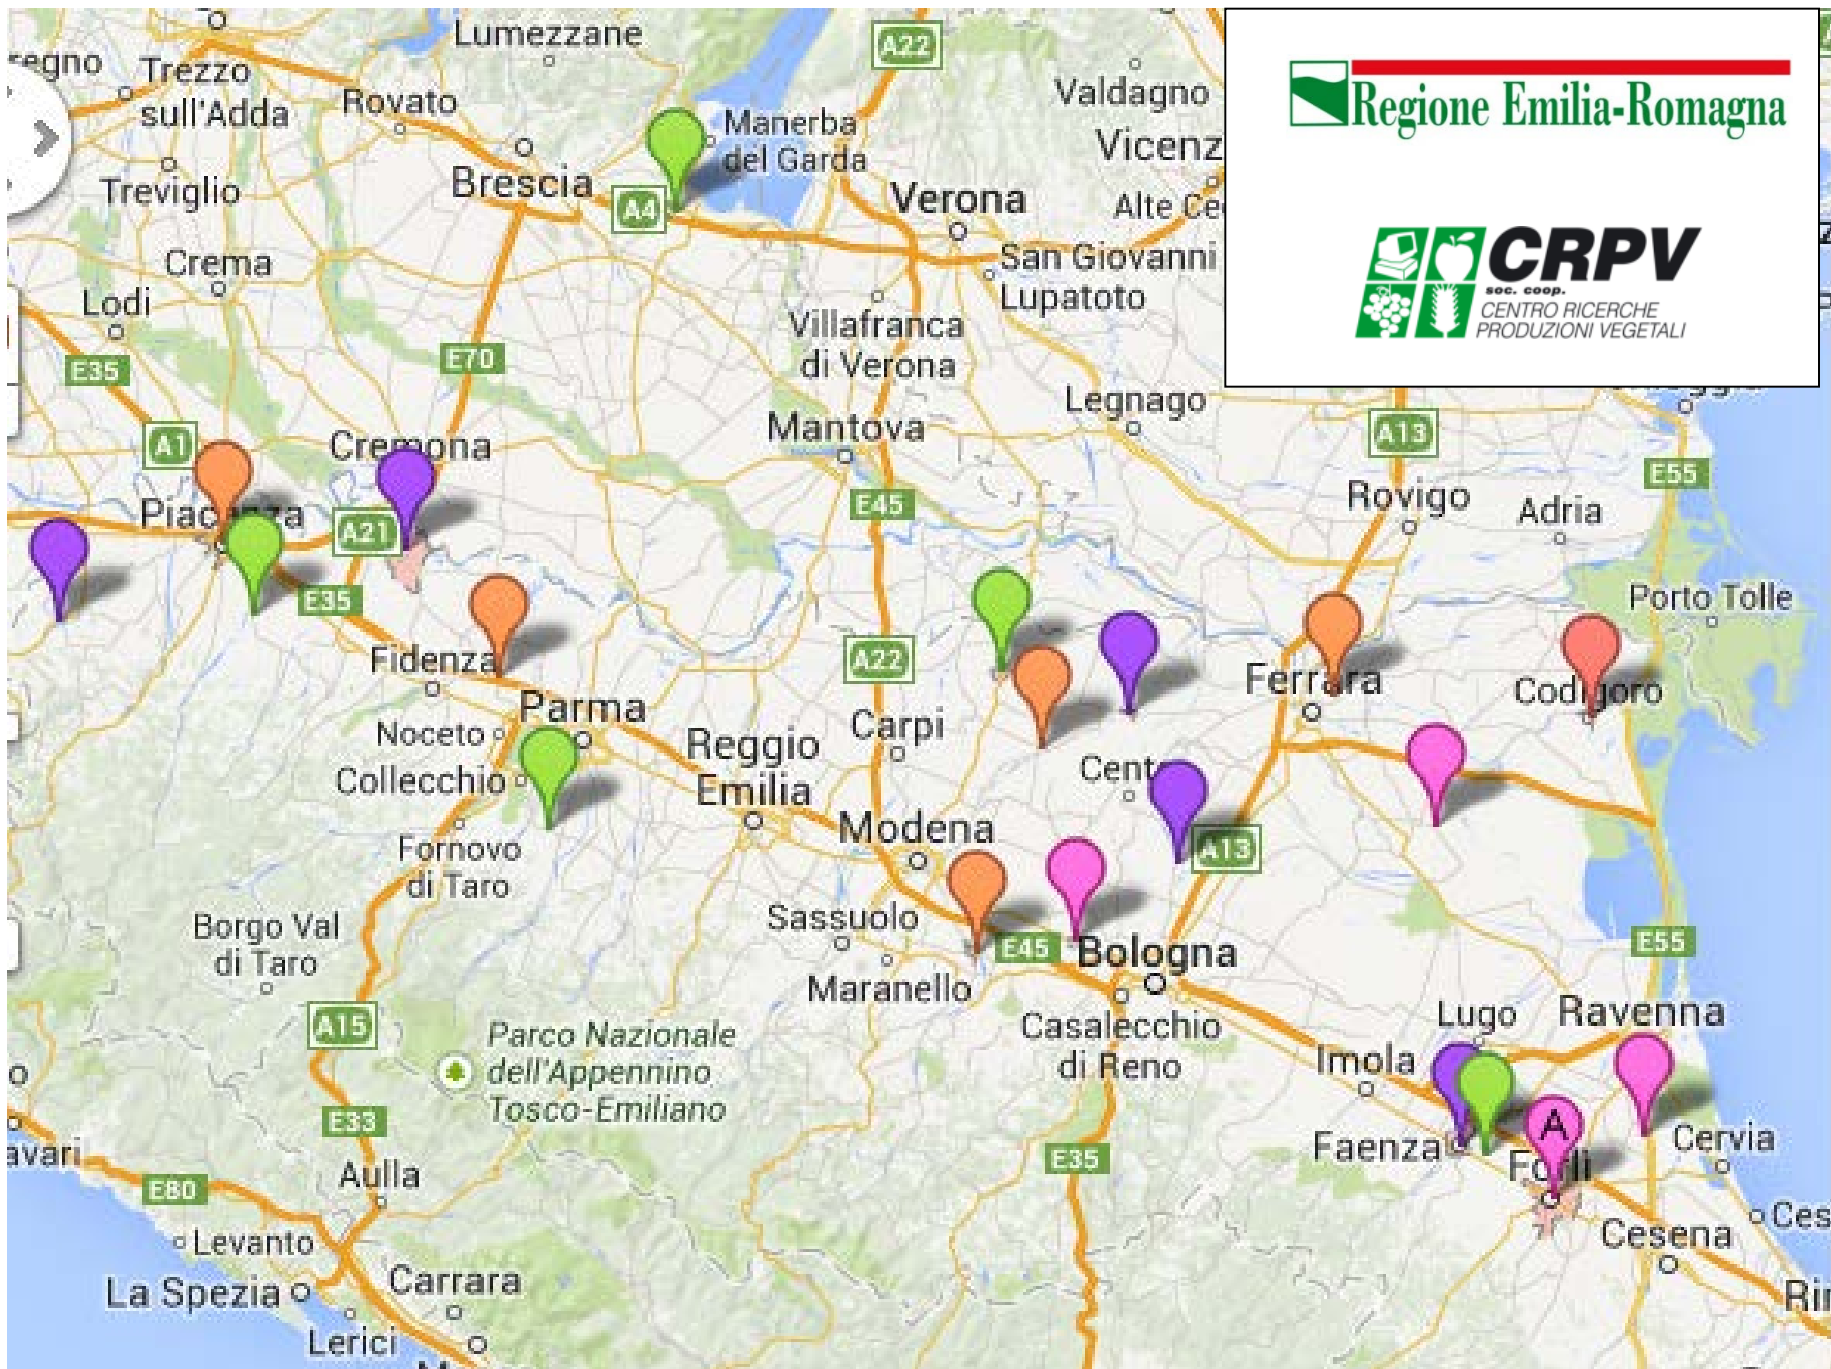 Lumezzane
A22
regno
Trezzo
sull'Adda
Rovato
Valdagno
Regione Emilia-Romagna
Manerba
del Garda
Vicenz
Treviglio
Brescia
A4
Verona
Alte Ce
CRPV
soc. coop.
CENTRO RICERCHE
PRODUZIONI VEGETALI
Crema
San Giovanni
Lupatoto
Lodi
Villafranca
di Verona
E35
E70
Legnago
A1
Cremona
Mantova
A13
E55
Piacenza
A21
E45
Rovigo
Adria
E35
Porto Tolle
Fidenza
A22
Ferrara
Codigoro
Parma
Noceto
Carpi
Reggio
Emilia
Collecchio
Cento
Modena
A13
Fornovo
di Taro
Sassuolo
Borgo Val
di Taro
E45
Bologna
E55
Maranello
A15
Parco Nazionale
dell'Appennino
Tosco-Emiliano
Casalecchio
di Reno
Lugo
Ravenna
Imola
E33
A
Faenza
Forlì
Cervia
avari
E35
E80
Aulla
Levanto
Ces
Cesena
La Spezia
Carrara
Rir
Lerici